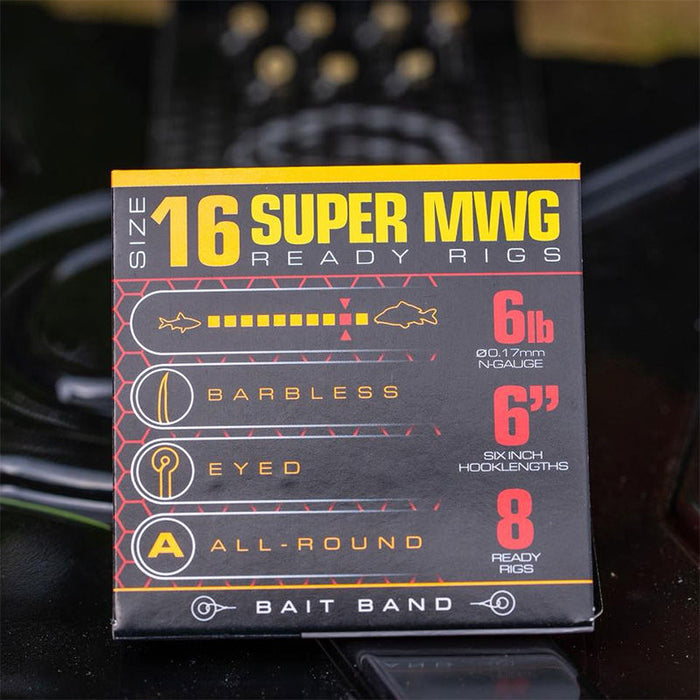 SIZE 16 SUPER MWG
READY RIGS
6lb
Ø0.17mm
N-GAUGE
BARBLESS
6”
SIX INCH
HOOKLENGTHS
EYED
A ALL-ROUND
8
READY
RIGS
BAIT BAND